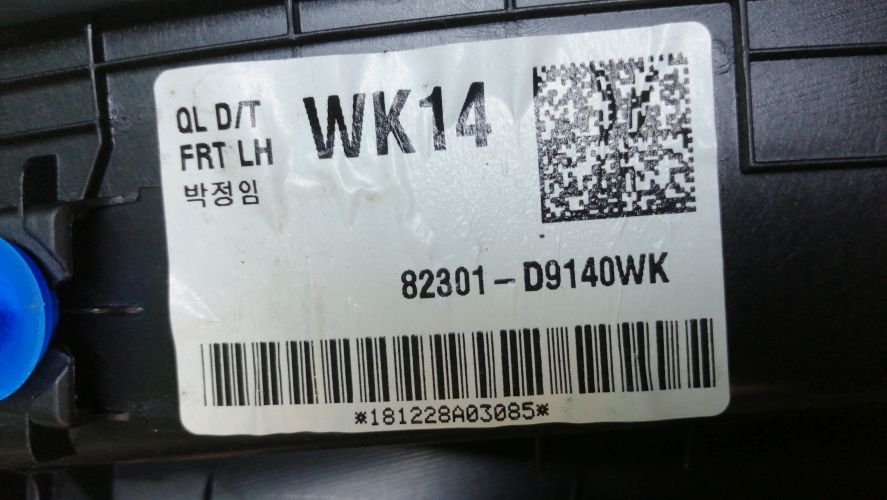 QL D/T
FRT LH
박정임
WK14
82301-D9140WK
*181228A03085*